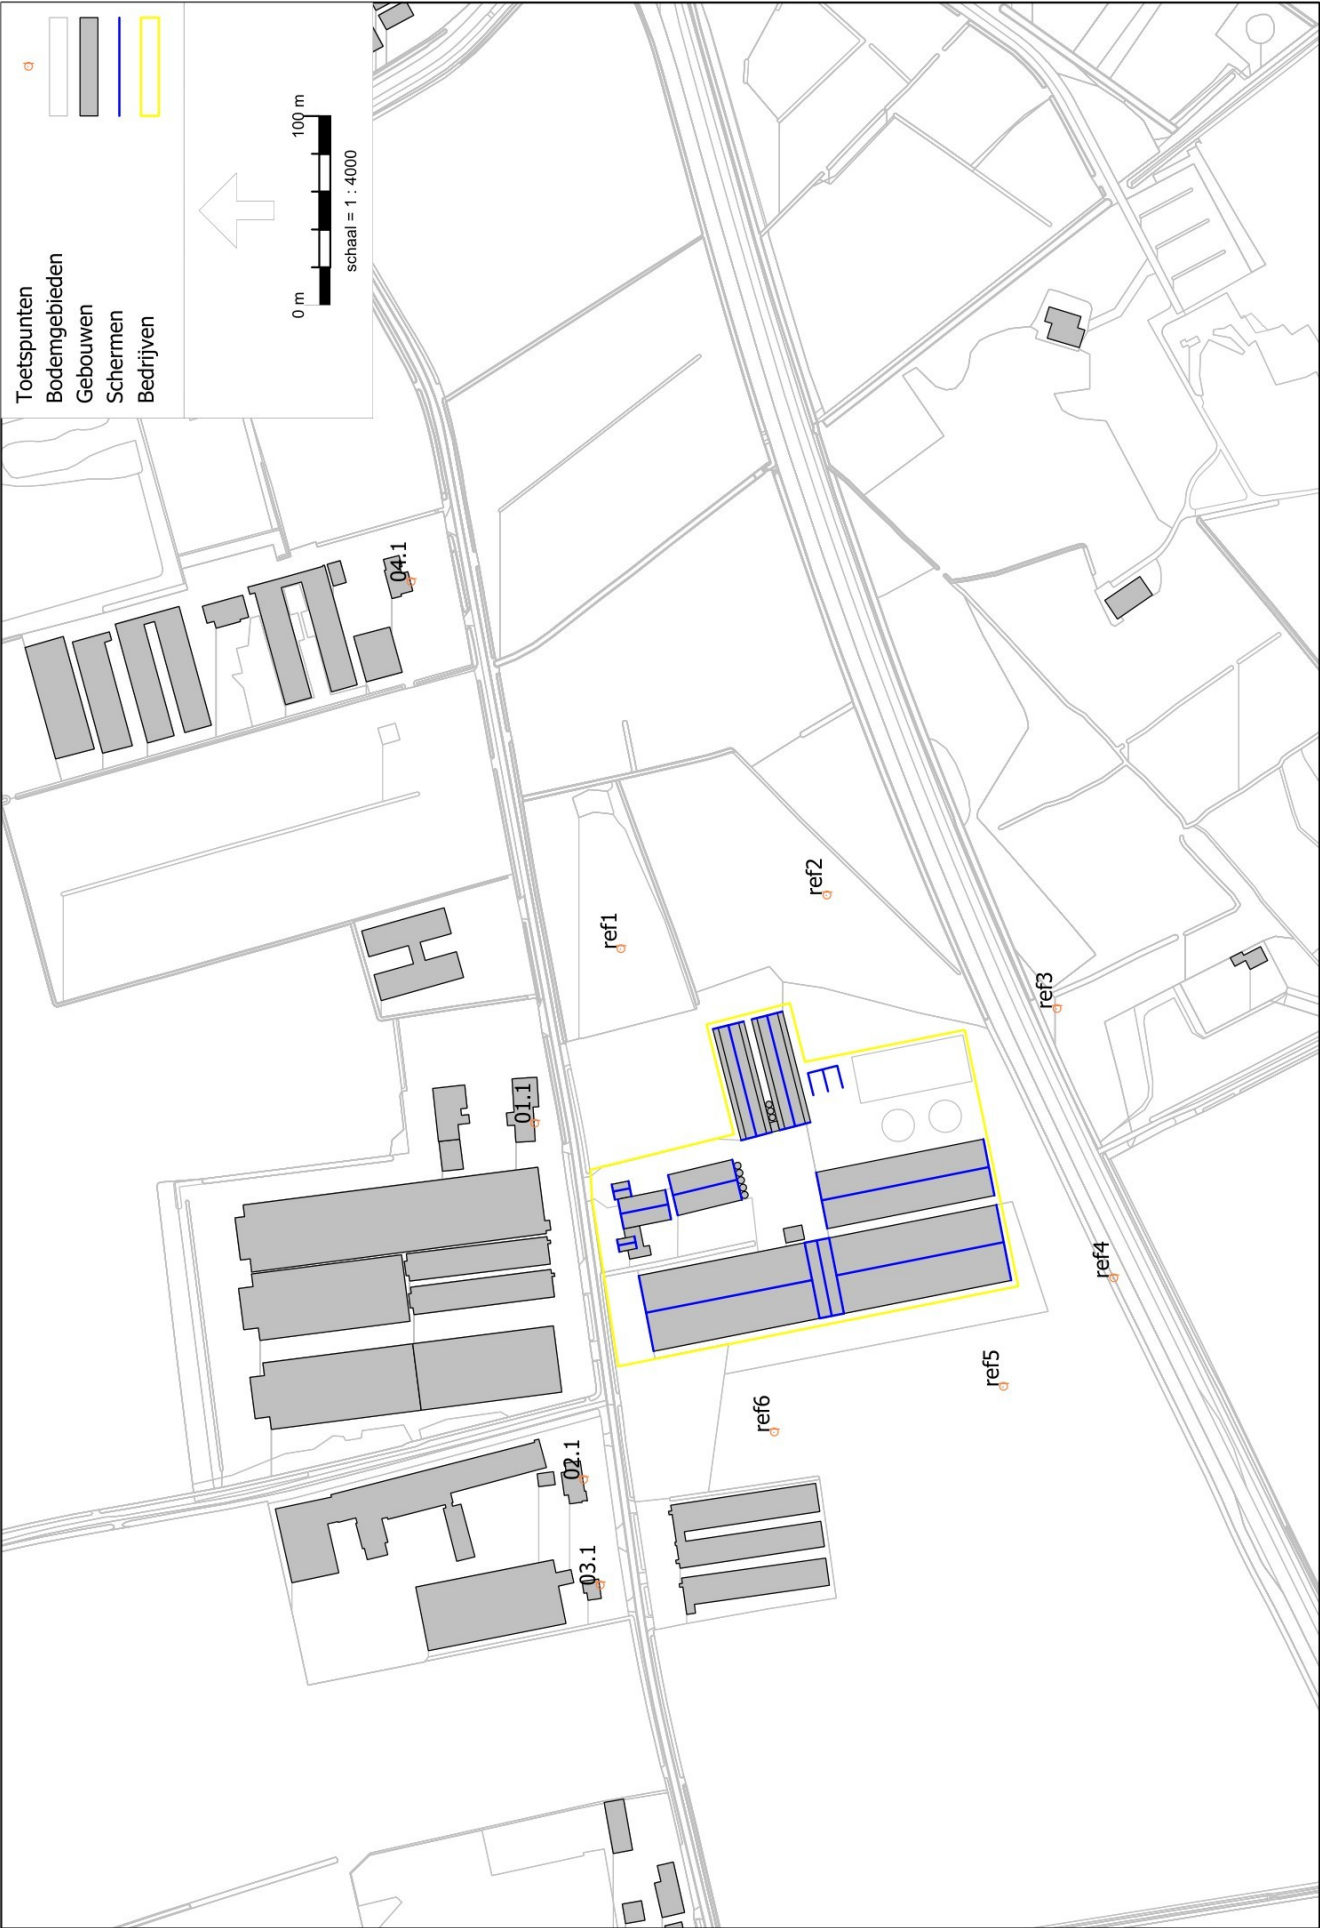 Toetspunten
Bodemgebieden
Gebouwen
Schermen
Bedrijven
0 m
100 m
schaal = 1 : 4000
04.1
ref1
ref2
ref3
01.1
ref4
ref5
ref6
02.1
03.1